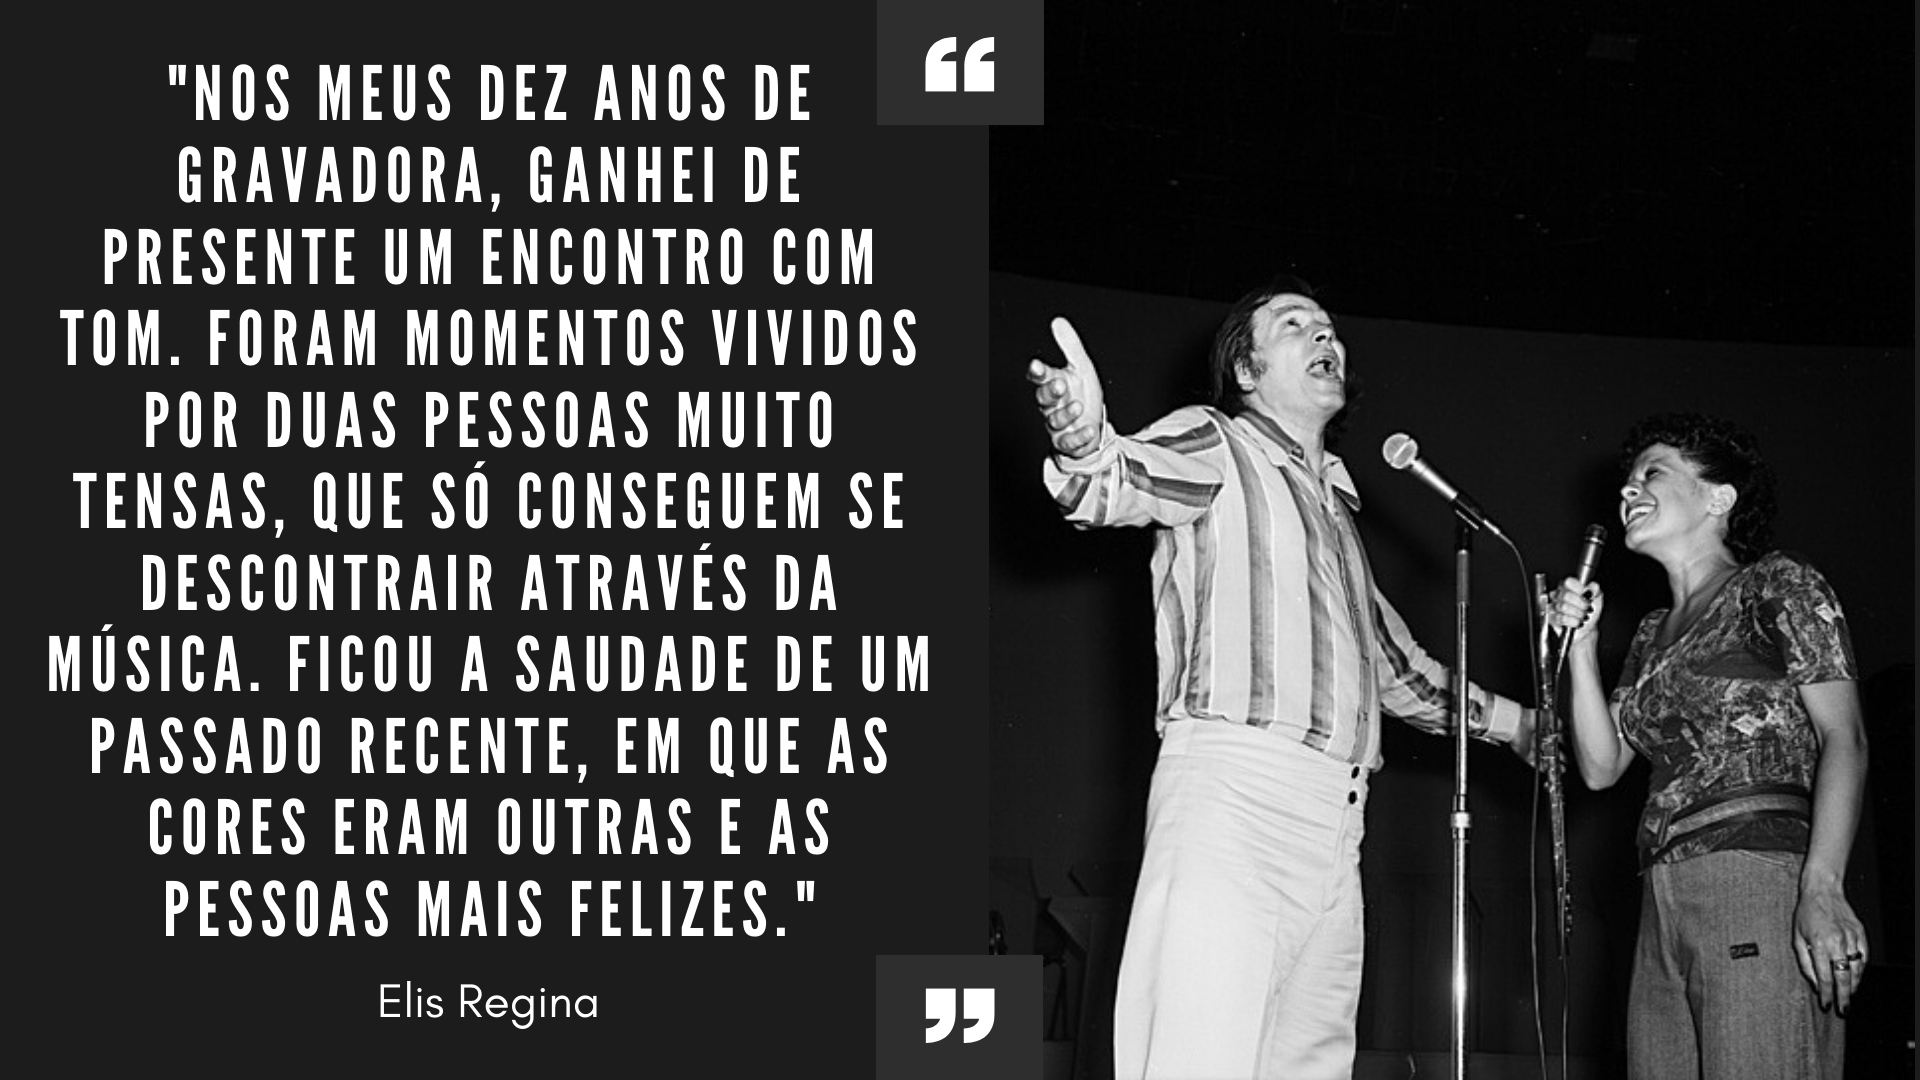 "NOS MEUS DEZ ANOS DE
GRAVADORA, GANHEI DE
PRESENTE UM ENCONTRO COM
TOM. FORAM MOMENTOS VIVIDOS
POR DUAS PESSOAS MUITO
TENSAS, QUE SÓ CONSEGUEM SE
DESCONTRAIR ATRAVÉS DA
MÚSICA. FICOU A SAUDADE DE UM
PASSADO RECENTE, EM QUE AS
CORES ERAM OUTRAS E AS
PESSOAS MAIS FELIZES."
Elis Regina